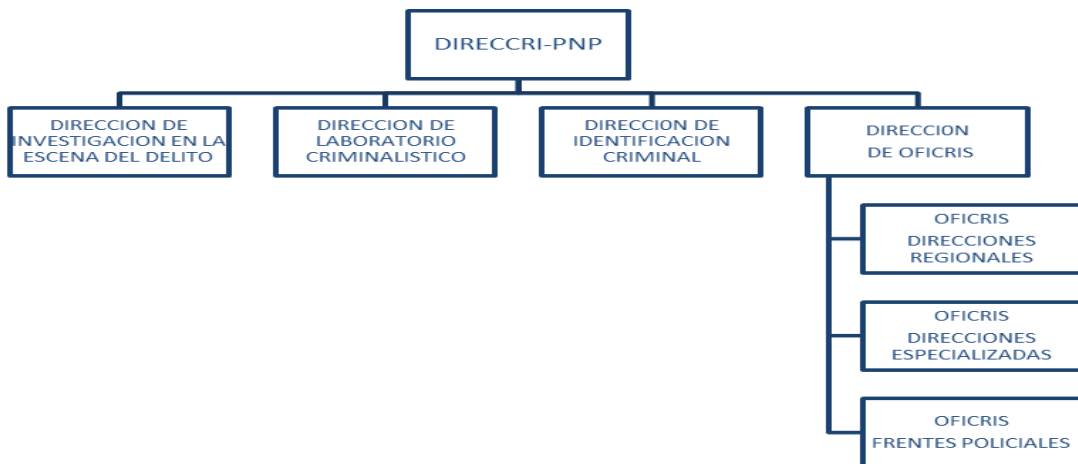 DIRECCRI-PNP
DIRECCION DE
INVESTIGACION EN LA
ESCENA DEL DELITO
DIRECCION DE
LABORATORIO
CRIMINALISTICO
DIRECCION DE
IDENTIFICACION
CRIMINAL
DIRECCION
DE OFICRIS
OFICRIS
DIRECCIONES
REGIONALES
OFICRIS
DIRECCIONES
ESPECIALIZADAS
OFICRIS
FRENTES POLICIALES